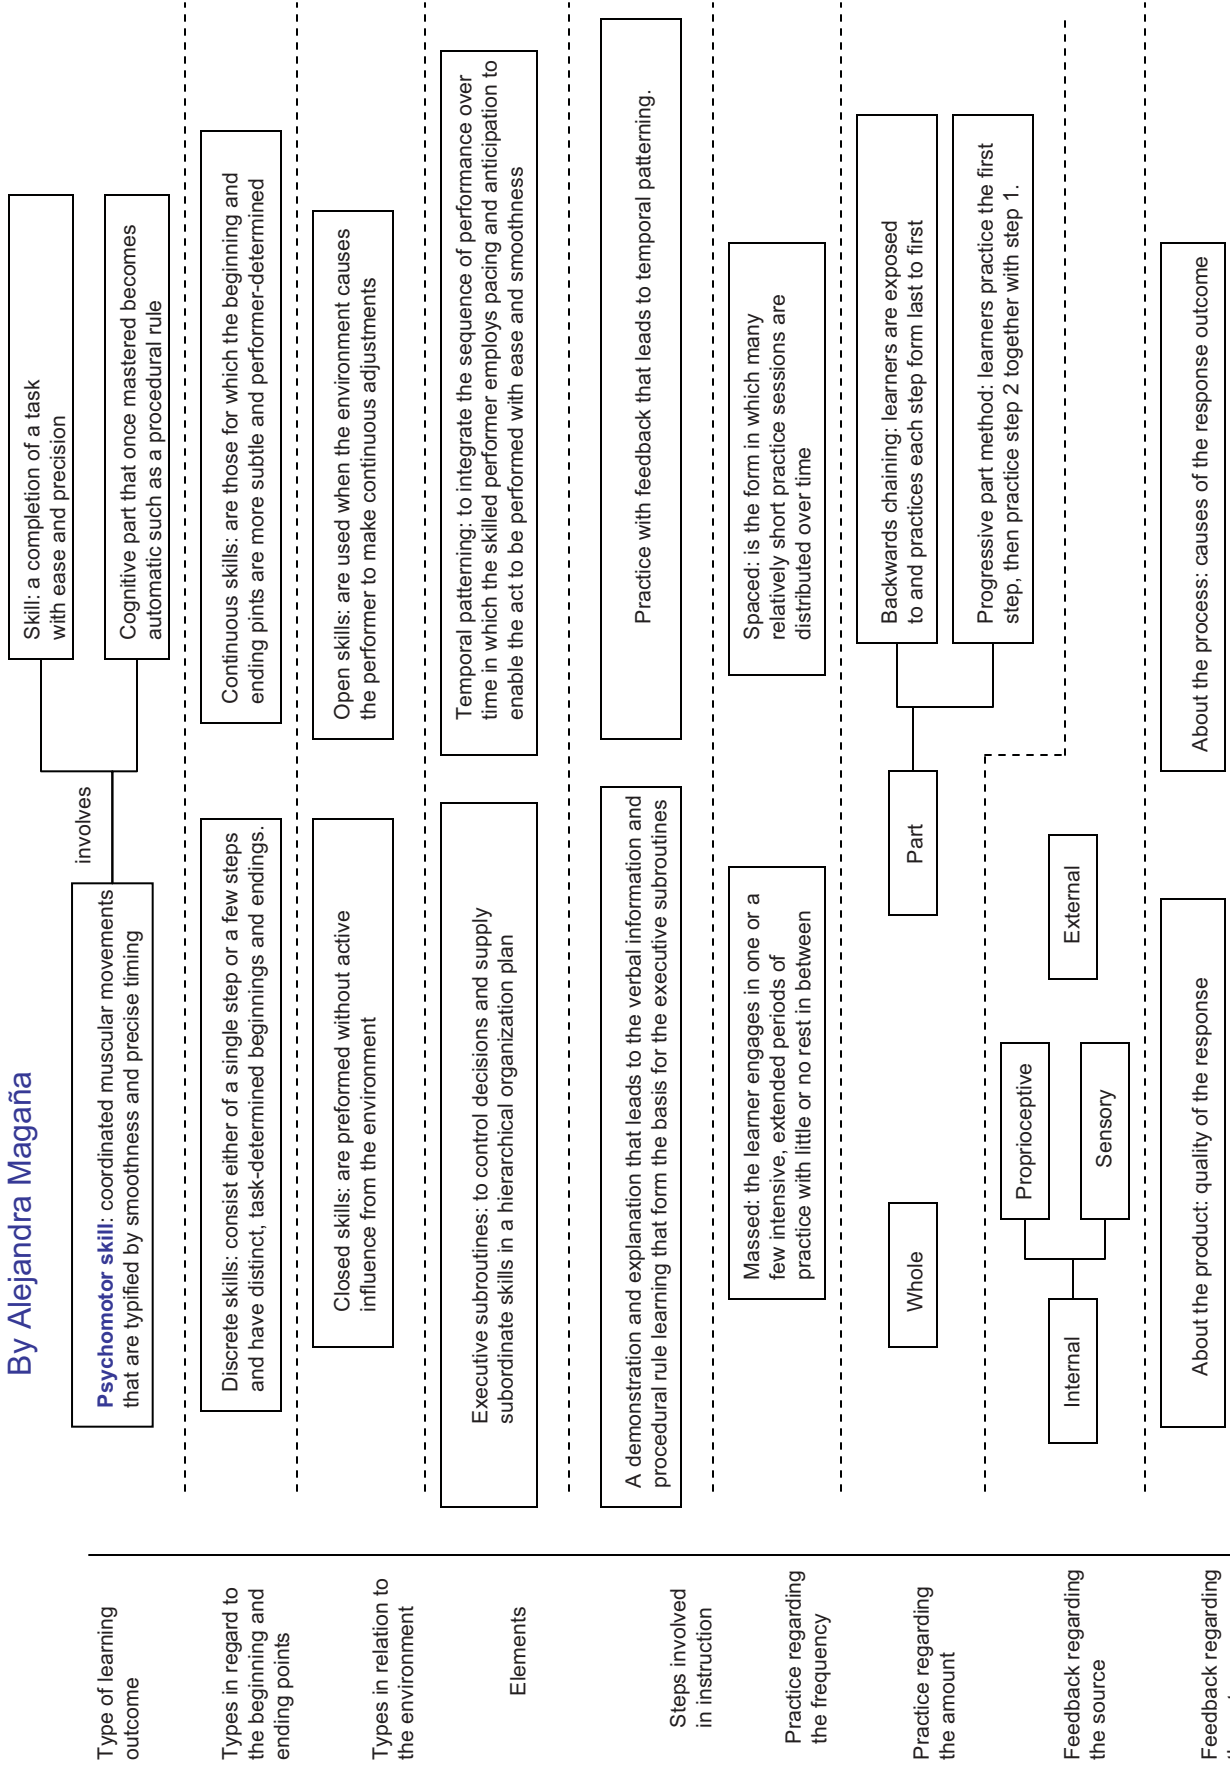 By Alejandra Magaña
Type of learning
outcome
Psychomotor skill: coordinated muscular movements
that are typified by smoothness and precise timing
involves
Skill: a completion of a task
with ease and precision
Cognitive part that once mastered becomes
automatic such as a procedural rule
Types in regard to
the beginning and
ending points
Discrete skills: consist either of a single step or a few steps
and have distinct, task-determined beginnings and endings.
Continuous skills: are those for which the beginning and
ending pints are more subtle and performer-determined
Types in relation to
the environment
Closed skills: are preformed without active
influence from the environment
Open skills: are used when the environment causes
the performer to make continuous adjustments
Elements
Executive subroutines: to control decisions and supply
subordinate skills in a hierarchical organization plan
Temporal patterning: to integrate the sequence of performance over
time in which the skilled performer employs pacing and anticipation to
enable the act to be performed with ease and smoothness
Steps involved
in instruction
A demonstration and explanation that leads to the verbal information and
procedural rule learning that form the basis for the executive subroutines
Practice with feedback that leads to temporal patterning.
Practice regarding
the frequency
Massed: the learner engages in one or a
few intensive, extended periods of
practice with little or no rest in between
Spaced: is the form in which many
relatively short practice sessions are
distributed over time
Practice regarding
the amount
Whole
Part
Backwards chaining: learners are exposed
to and practices each step form last to first
Progressive part method: learners practice the first
step, then practice step 2 together with step 1.
Feedback regarding
the source
Internal
Proprioceptive
Sensory
External
Feedback regarding
About the product: quality of the response
About the process: causes of the response outcome